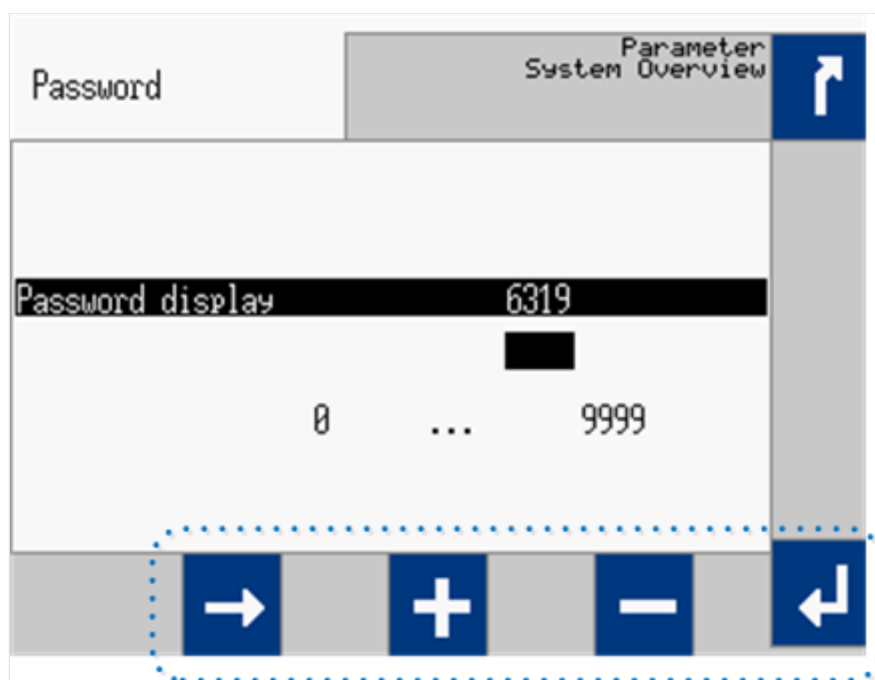 Password
Parameter
System Overview
Password display 6319
0 ... 9999